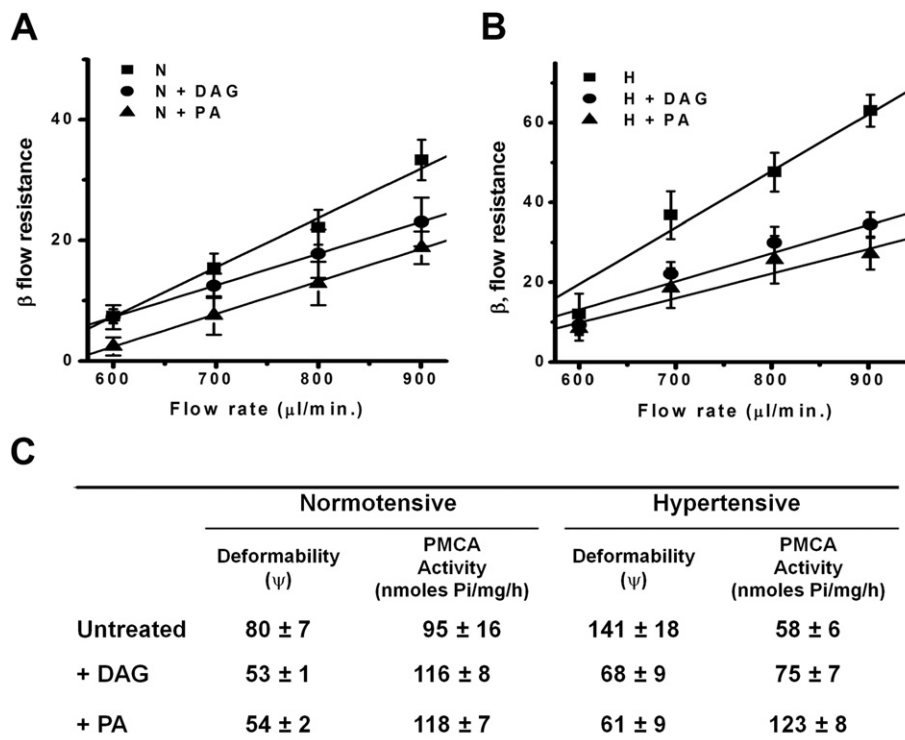 A
N
N + DAG
N + PA
40
20
0
β flow resistance
600 700 800 900
Flow rate (μl/min.)
B
H
H + DAG
H + PA
60
40
20
0
β, flow resistance
600 700 800 900
Flow rate (μl/min.)
C
Normotensive Hypertensive
Deformability (ψ) PMCA Activity (nmoles Pi/mg/h) Deformability (ψ) PMCA Activity (nmoles Pi/mg/h)
Untreated 80 ± 7 95 ± 16 141 ± 18 58 ± 6
+ DAG 53 ± 1 116 ± 8 68 ± 9 75 ± 7
+ PA 54 ± 2 118 ± 7 61 ± 9 123 ± 8